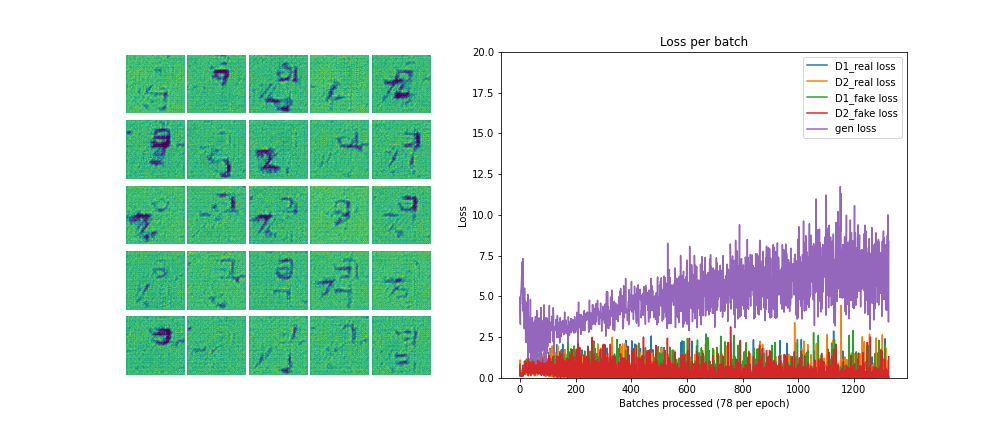 Loss per batch
20.0
17.5
15.0
12.5
10.0
7.5
5.0
2.5
0.0
Loss
D1_real loss
D2_real loss
D1_fake loss
D2_fake loss
gen loss
0 200 400 600 800 1000 1200
Batches processed (78 per epoch)